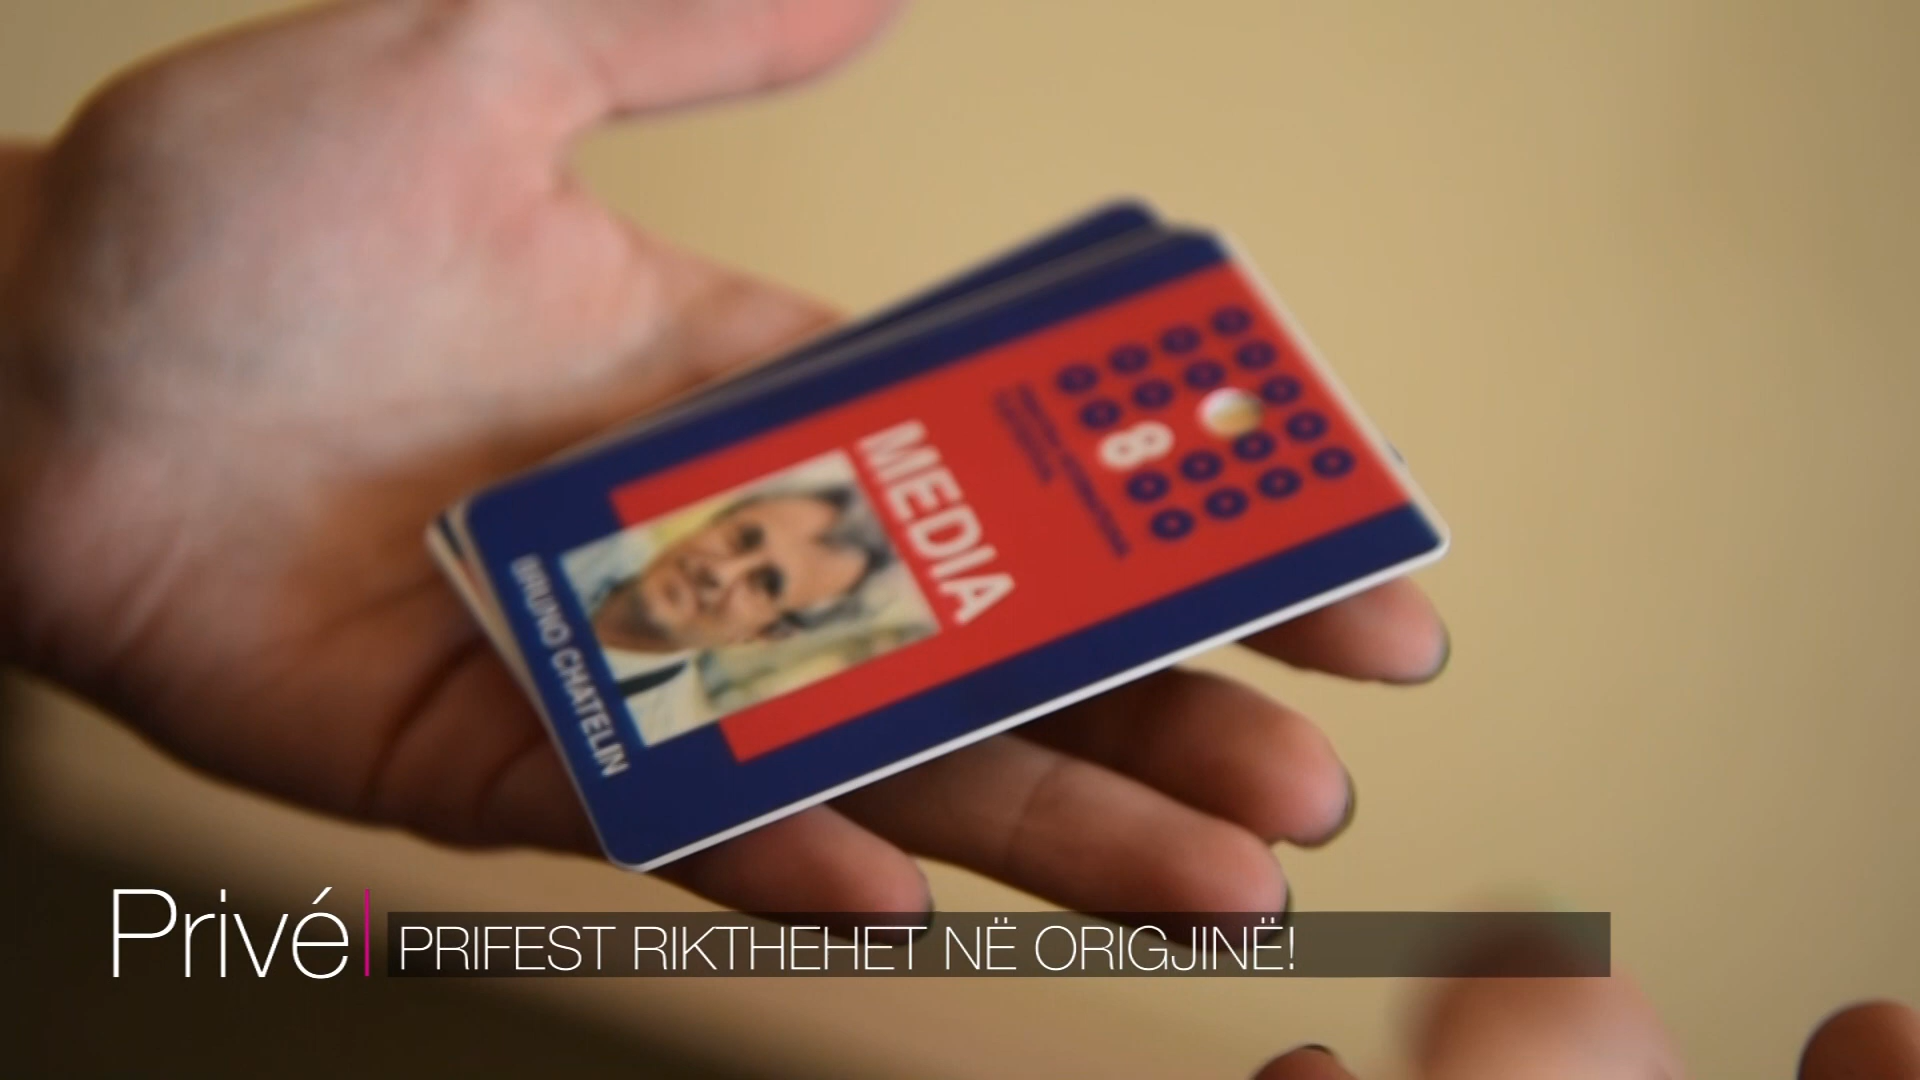 8
MEDIA
BRUNO CHATELIN
Privé
PRIFEST RIKTHEHET NË ORIGJINË!